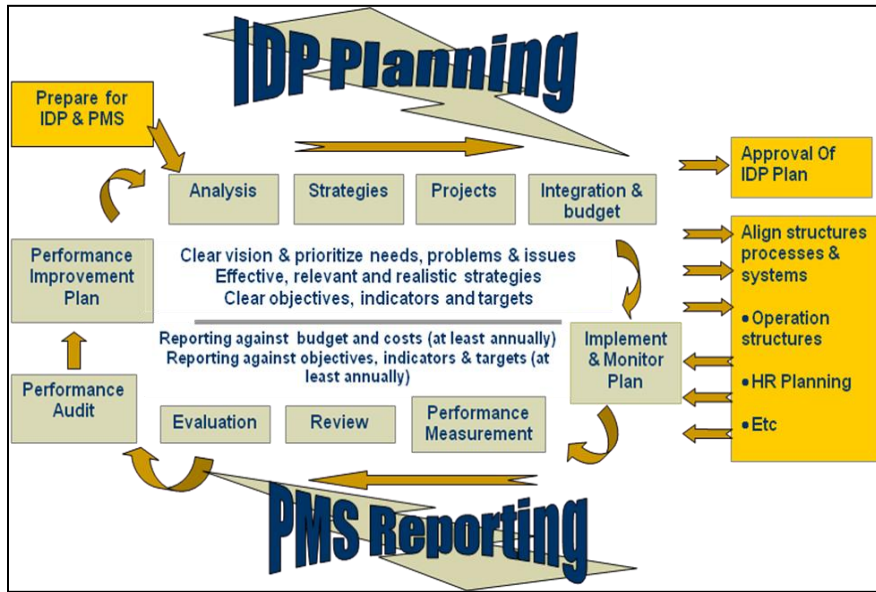 IDP Planning
Prepare for
IDP & PMS
Analysis
Strategies
Projects
Integration &
budget
Approval Of
IDP Plan
Performance
Improvement
Plan
Clear vision & prioritize needs, problems & issues
Effective, relevant and realistic strategies
Clear objectives, indicators and targets
Reporting against budget and costs (at least annually)
Reporting against objectives, indicators & targets (at
least annually)
Implement
& Monitor
Plan
Align structures
processes &
systems
•Operation
structures
•HR Planning
•Etc
Performance
Audit
Evaluation
Review
Performance
Measurement
PMS Reporting